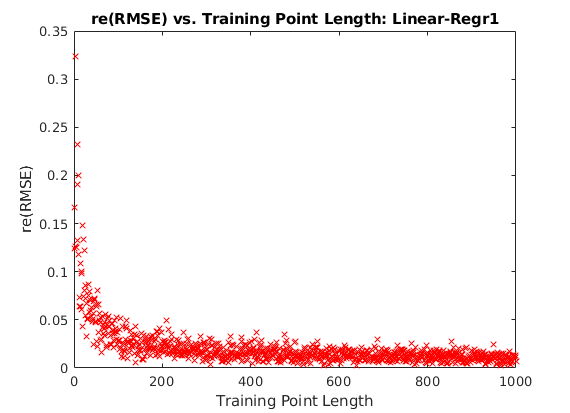 re(RMSE) vs. Training Point Length: Linear-Regr1
0.35
0.3
0.25
0.2
0.15
0.1
0.05
0
re(RMSE)
0 200 400 600 800 1000
Training Point Length